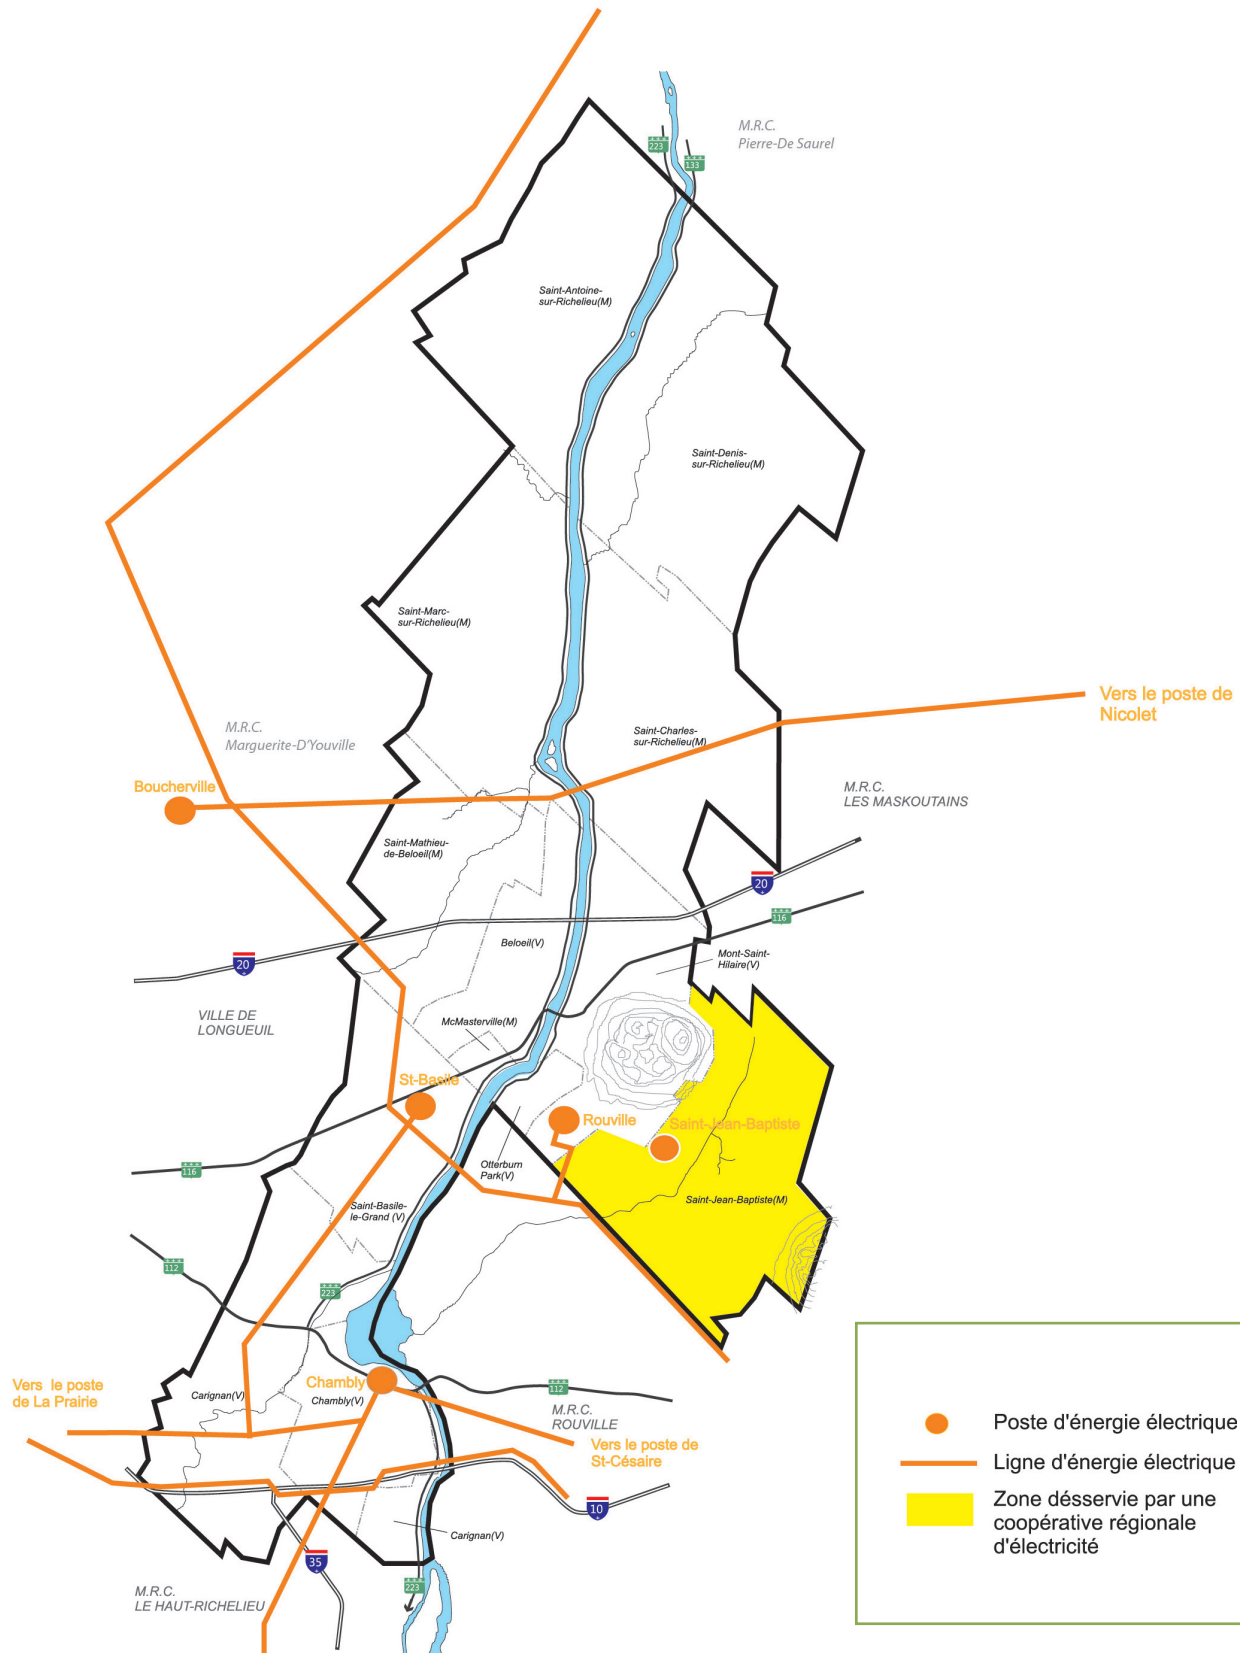 M.R.C.
Pierre-De Saurel
223
133
Saint-Antoine-
sur-Richelieu(M)
Saint-Denis-
sur-Richelieu(M)
Saint-Marc-
sur-Richelieu(M)
Vers le poste de
Nicolet
M.R.C.
Marguerite-D'Youville
Saint-Charles-
sur-Richelieu(M)
Boucherville
M.R.C.
LES MASKOUTAINS
Saint-Mathieu-
de-Beloeil(M)
20
116
Beloeil(V)
Mont-Saint-
Hilaire(V)
20
VILLE DE
LONGUEUIL
McMasterville(M)
St-Basile
Rouville
Saint-Jean-Baptiste
116
Otterburn
Park(V)
Saint-Basile-
le-Grand (V)
Saint-Jean-Baptiste(M)
112
223
Vers le poste
de La Prairie
Carignan(V)
Chambly
Chambly(V)
112
M.R.C.
ROUVILLE
Vers le poste de
St-Césaire
10
Carignan(V)
35
223
M.R.C.
LE HAUT-RICHELIEU
Poste d'énergie électrique
Ligne d'énergie électrique
Zone désservie par une
coopérative régionale
d'électricité